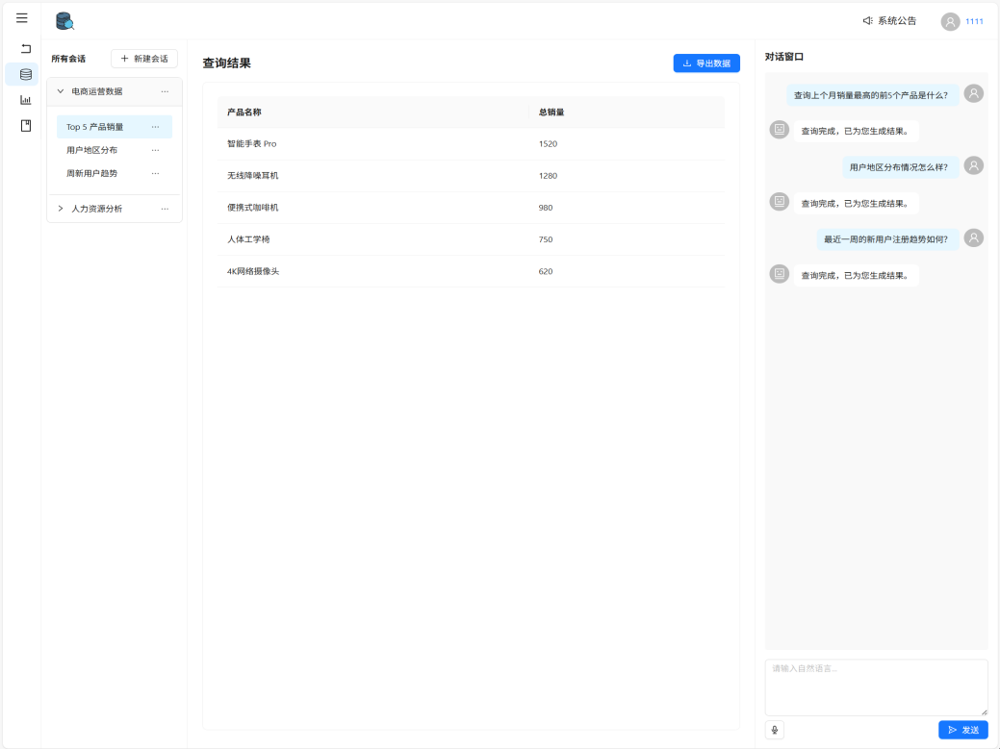 系统公告
1111
所有会话
新建会话
电商运营数据
Top 5 产品销量
用户地区分布
周新用户趋势
人力资源分析
查询结果
导出数据
产品名称 总销量
智能手表 Pro 1520
无线降噪耳机 1280
便携式咖啡机 980
人体工学椅 750
4K网络摄像头 620
对话窗口
查询上个月销量最高的前5个产品是什么?
查询完成，已为您生成结果。
用户地区分布情况怎么样?
查询完成，已为您生成结果。
最近一周的新用户注册趋势如何?
查询完成，已为您生成结果。
请输入自然语言...
发送